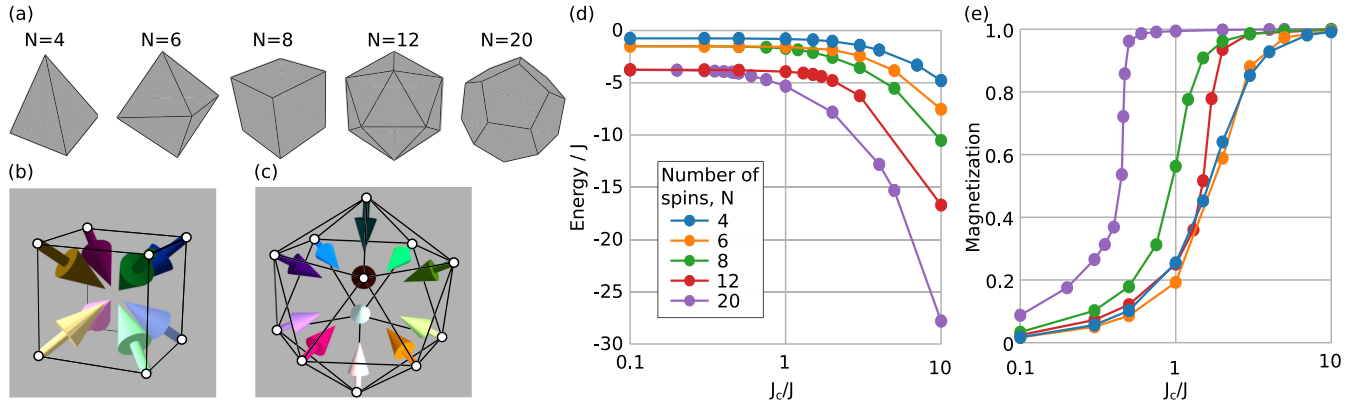 (a)
N=4 N=6 N=8 N=12 N=20
(b)
(c)
(d)
0
-5
-10
-15
-20
-25
-30
Energy / J
0.1 1 10
J_c/J
Number of
spins, N
4
6
8
12
20
(e)
1.0
0.8
0.6
0.4
0.2
0
Magnetization
0.1 1 10
J_c/J